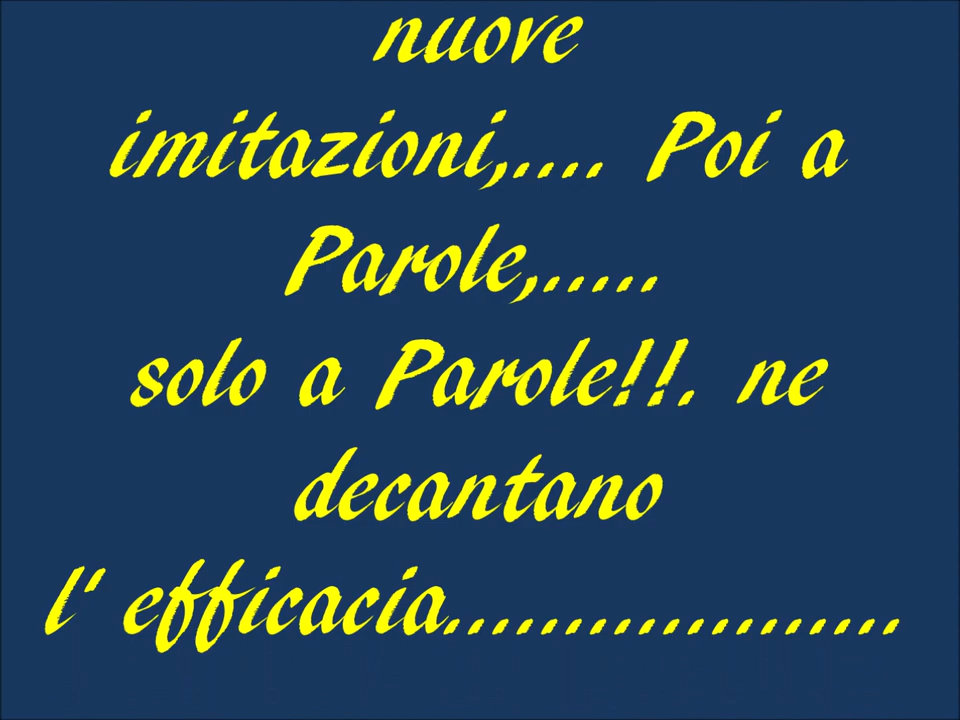 nuove
imitazioni,.... Poi a
Parole,.....
solo a Parole!!. ne
decantano
l' efficacia...................